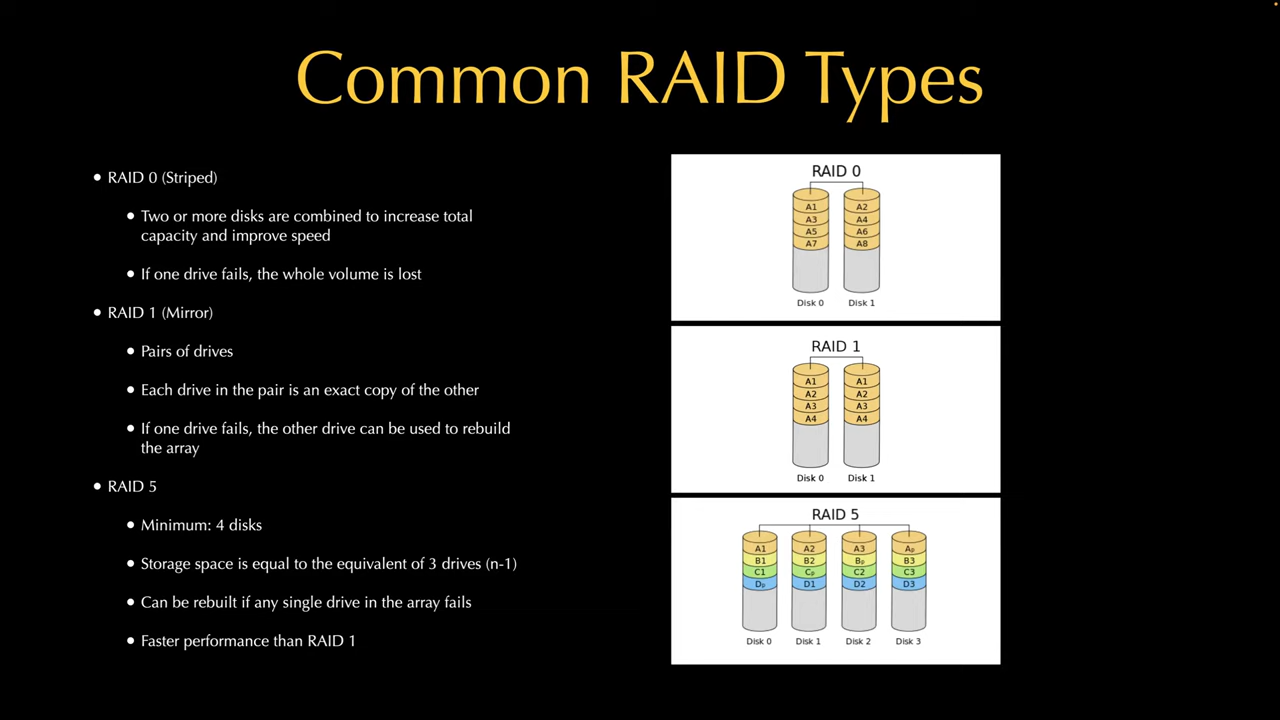 Common RAID Types
• RAID 0 (Striped)
• Two or more disks are combined to increase total
capacity and improve speed
• If one drive fails, the whole volume is lost
• RAID 1 (Mirror)
• Pairs of drives
• Each drive in the pair is an exact copy of the other
• If one drive fails, the other drive can be used to rebuild
the array
• RAID 5
• Minimum: 4 disks
• Storage space is equal to the equivalent of 3 drives (n-1)
• Can be rebuilt if any single drive in the array fails
• Faster performance than RAID 1
RAID 0
A1 A2
A3 A4
A5 A6
A7 A8
Disk 0 Disk 1
RAID 1
A1 A1
A2 A2
A3 A3
A4 A4
Disk 0 Disk 1
RAID 5
A1 A2 A3 Ap
B1 B2 Bp B3
C1 Cp C2 C3
Dp D1 D2 D3
Disk 0 Disk 1 Disk 2 Disk 3